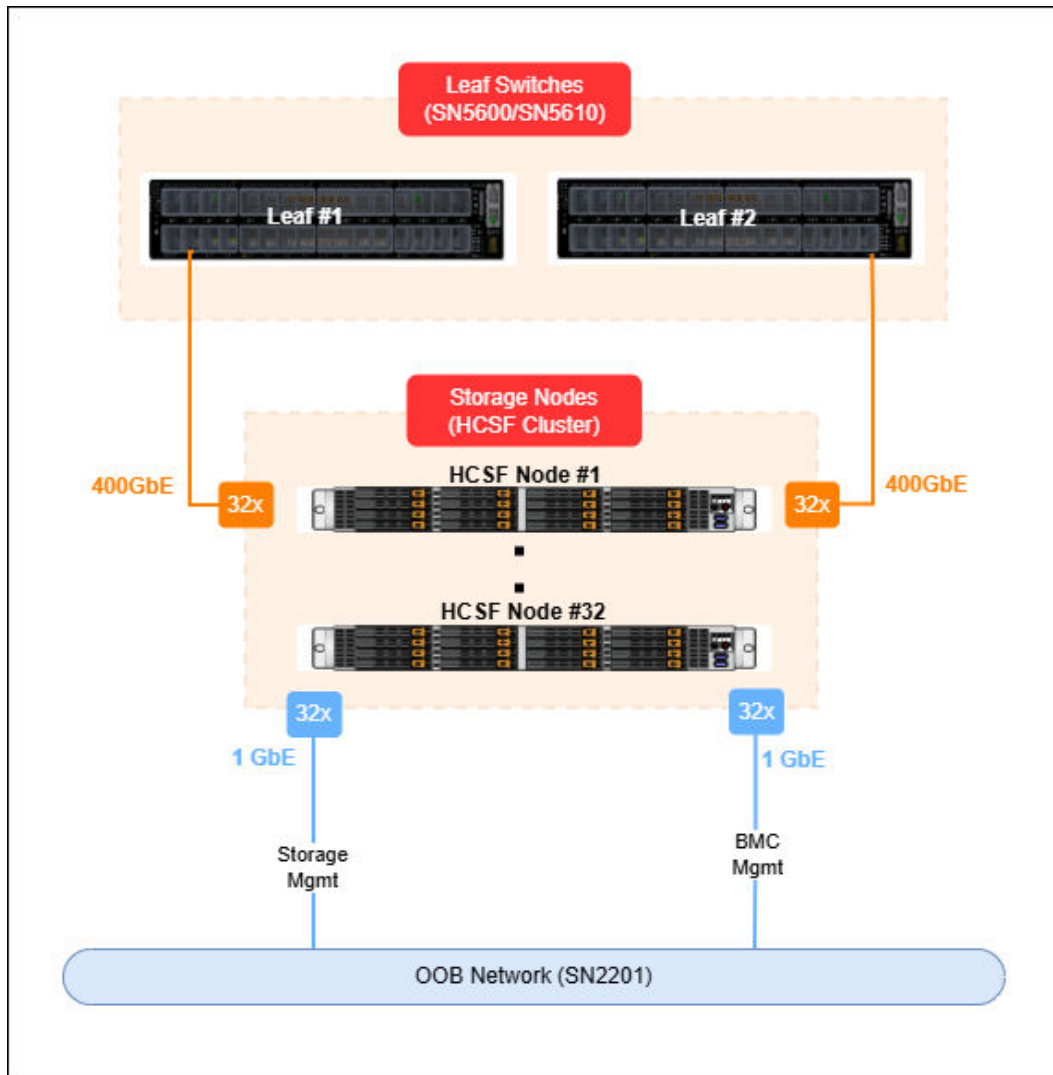 Leaf Switches
(SN5600/SN5610)
Leaf #1
Leaf #2
Storage Nodes
(HCSF Cluster)
HCSF Node #1
400GbE
32x
32x
400GbE
HCSF Node #32
32x
32x
1 GbE
1 GbE
Storage
Mgmt
BMC
Mgmt
OOB Network (SN2201)